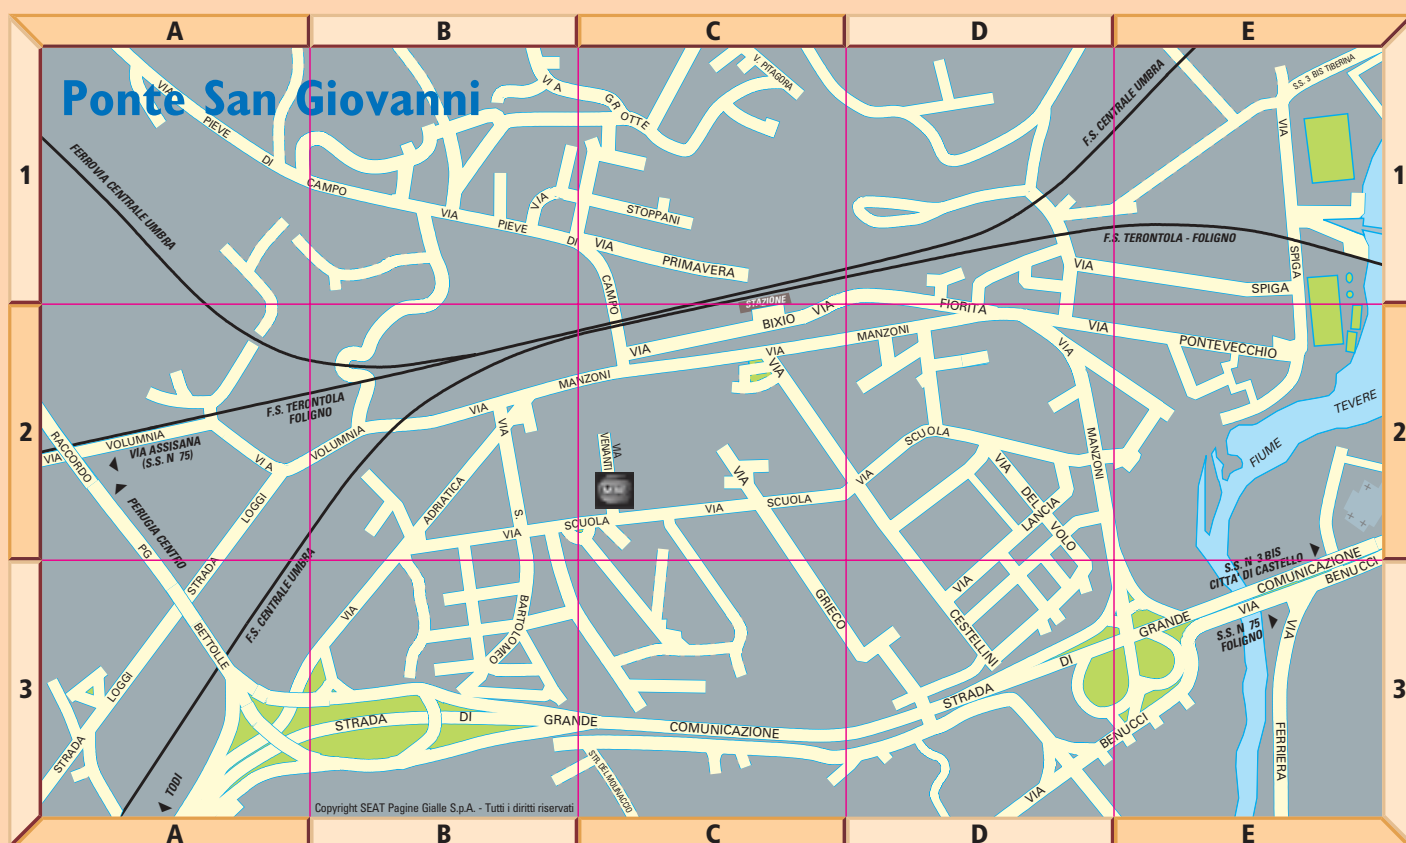 A B C D E
1
1
2
2
3
3
A B C D E
Ponte San Giovanni
VIA
PIEVE
DI
CAMPO
VIA
PIEVE
DI
CAMPO
VIA
GROTTE
V. PITAGORA
VIA
STOPPANI
VIA
PRIMAVERA
FERROVIA CENTRALE UMBRA
F.S. CENTRALE UMBRA
S.S. 3 BIS TIBERINA
VIA
SPIGA
F.S. TERONTOLA - FOLIGNO
VIA
SPIGA
STAZIONE
VIA
BIXIO
VIA
FIORITA
VIA
PONTEVECCHIO
VIA
MANZONI
VIA
MANZONI
VIA
MANZONI
F.S. TERONTOLA
FOLIGNO
VIA
VOLUMNIA
VIA
VOLUMNIA
VIA ASSISANA
(S.S. N 75)
RACCORDO
PG
BETTOLLE
PERUGIA CENTRO
STRADA
LOGGI
STRADA
LOGGI
F.S. CENTRALE UMBRA
VIA
ADRIATICA
VIA
S.
BARTOLOMEO
VIA
VENANTI
VIA
SCUOLA
VIA
SCUOLA
VIA
SCUOLA
VIA
VIA
GRIECO
VIA
DEL
VOLO
VIA
LANCIA
CESTELLINI
FIUME
TEVERE
S.S. N 3 BIS
CITTA' DI CASTELLO
COMUNICAZIONE
VIA
BENUCCI
S.S. N 75
FOLIGNO
VIA
FERRIERA
STRADA
DI
GRANDE
COMUNICAZIONE
STRADA
DI
GRANDE
VIA
BENUCCI
STR. DEL MOLINACCIO
TODI
Copyright SEAT Pagine Gialle S.p.A. - Tutti i diritti riservati